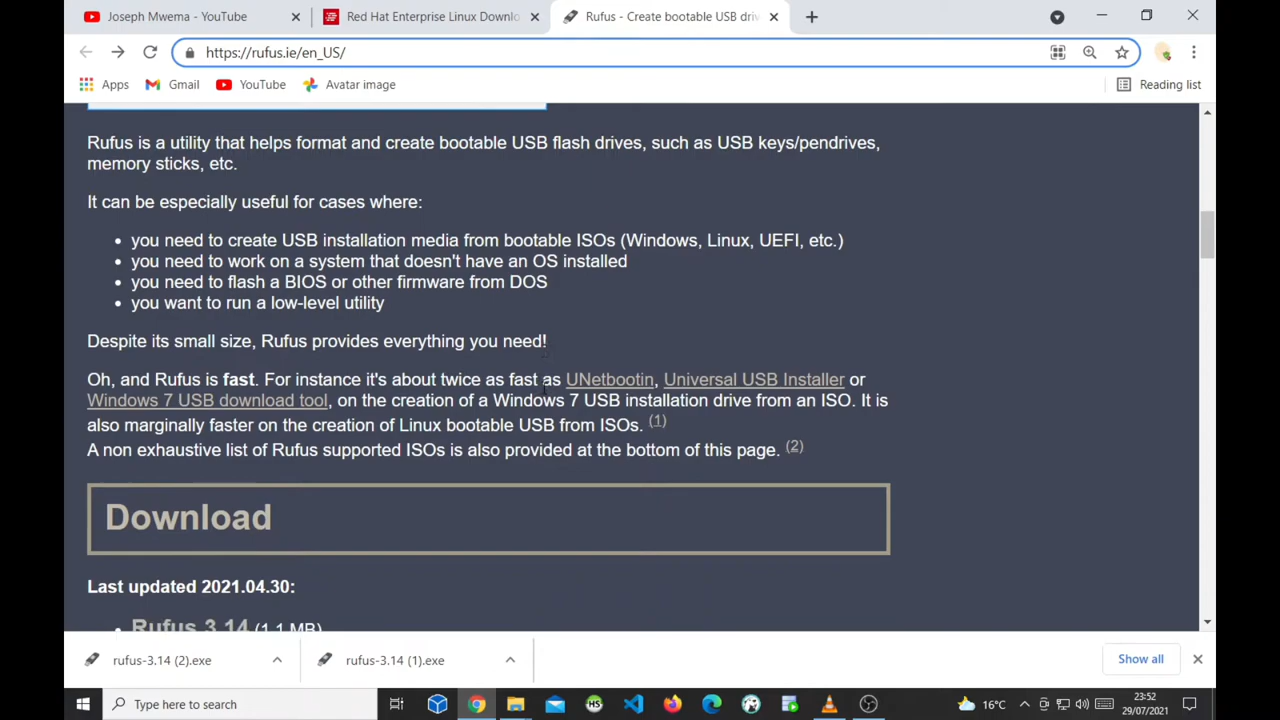 Joseph Mwema - YouTube
Red Hat Enterprise Linux Downlo
Rufus - Create bootable USB driv
https://rufus.ie/en_US/
Apps
Gmail
YouTube
Avatar image
Reading list
Rufus is a utility that helps format and create bootable USB flash drives, such as USB keys/pendrives,
memory sticks, etc.
It can be especially useful for cases where:
• you need to create USB installation media from bootable ISOs (Windows, Linux, UEFI, etc.)
• you need to work on a system that doesn't have an OS installed
• you need to flash a BIOS or other firmware from DOS
• you want to run a low-level utility
Despite its small size, Rufus provides everything you need!
Oh, and Rufus is fast. For instance it's about twice as fast as UNetbootin, Universal USB Installer or
Windows 7 USB download tool, on the creation of a Windows 7 USB installation drive from an ISO. It is
also marginally faster on the creation of Linux bootable USB from ISOs. (1)
A non exhaustive list of Rufus supported ISOs is also provided at the bottom of this page. (2)
Download
Last updated 2021.04.30:
• Rufus 3.14 (1.1 MB)
rufus-3.14 (2).exe
rufus-3.14 (1).exe
Show all
Type here to search
16°C
23:52
29/07/2021